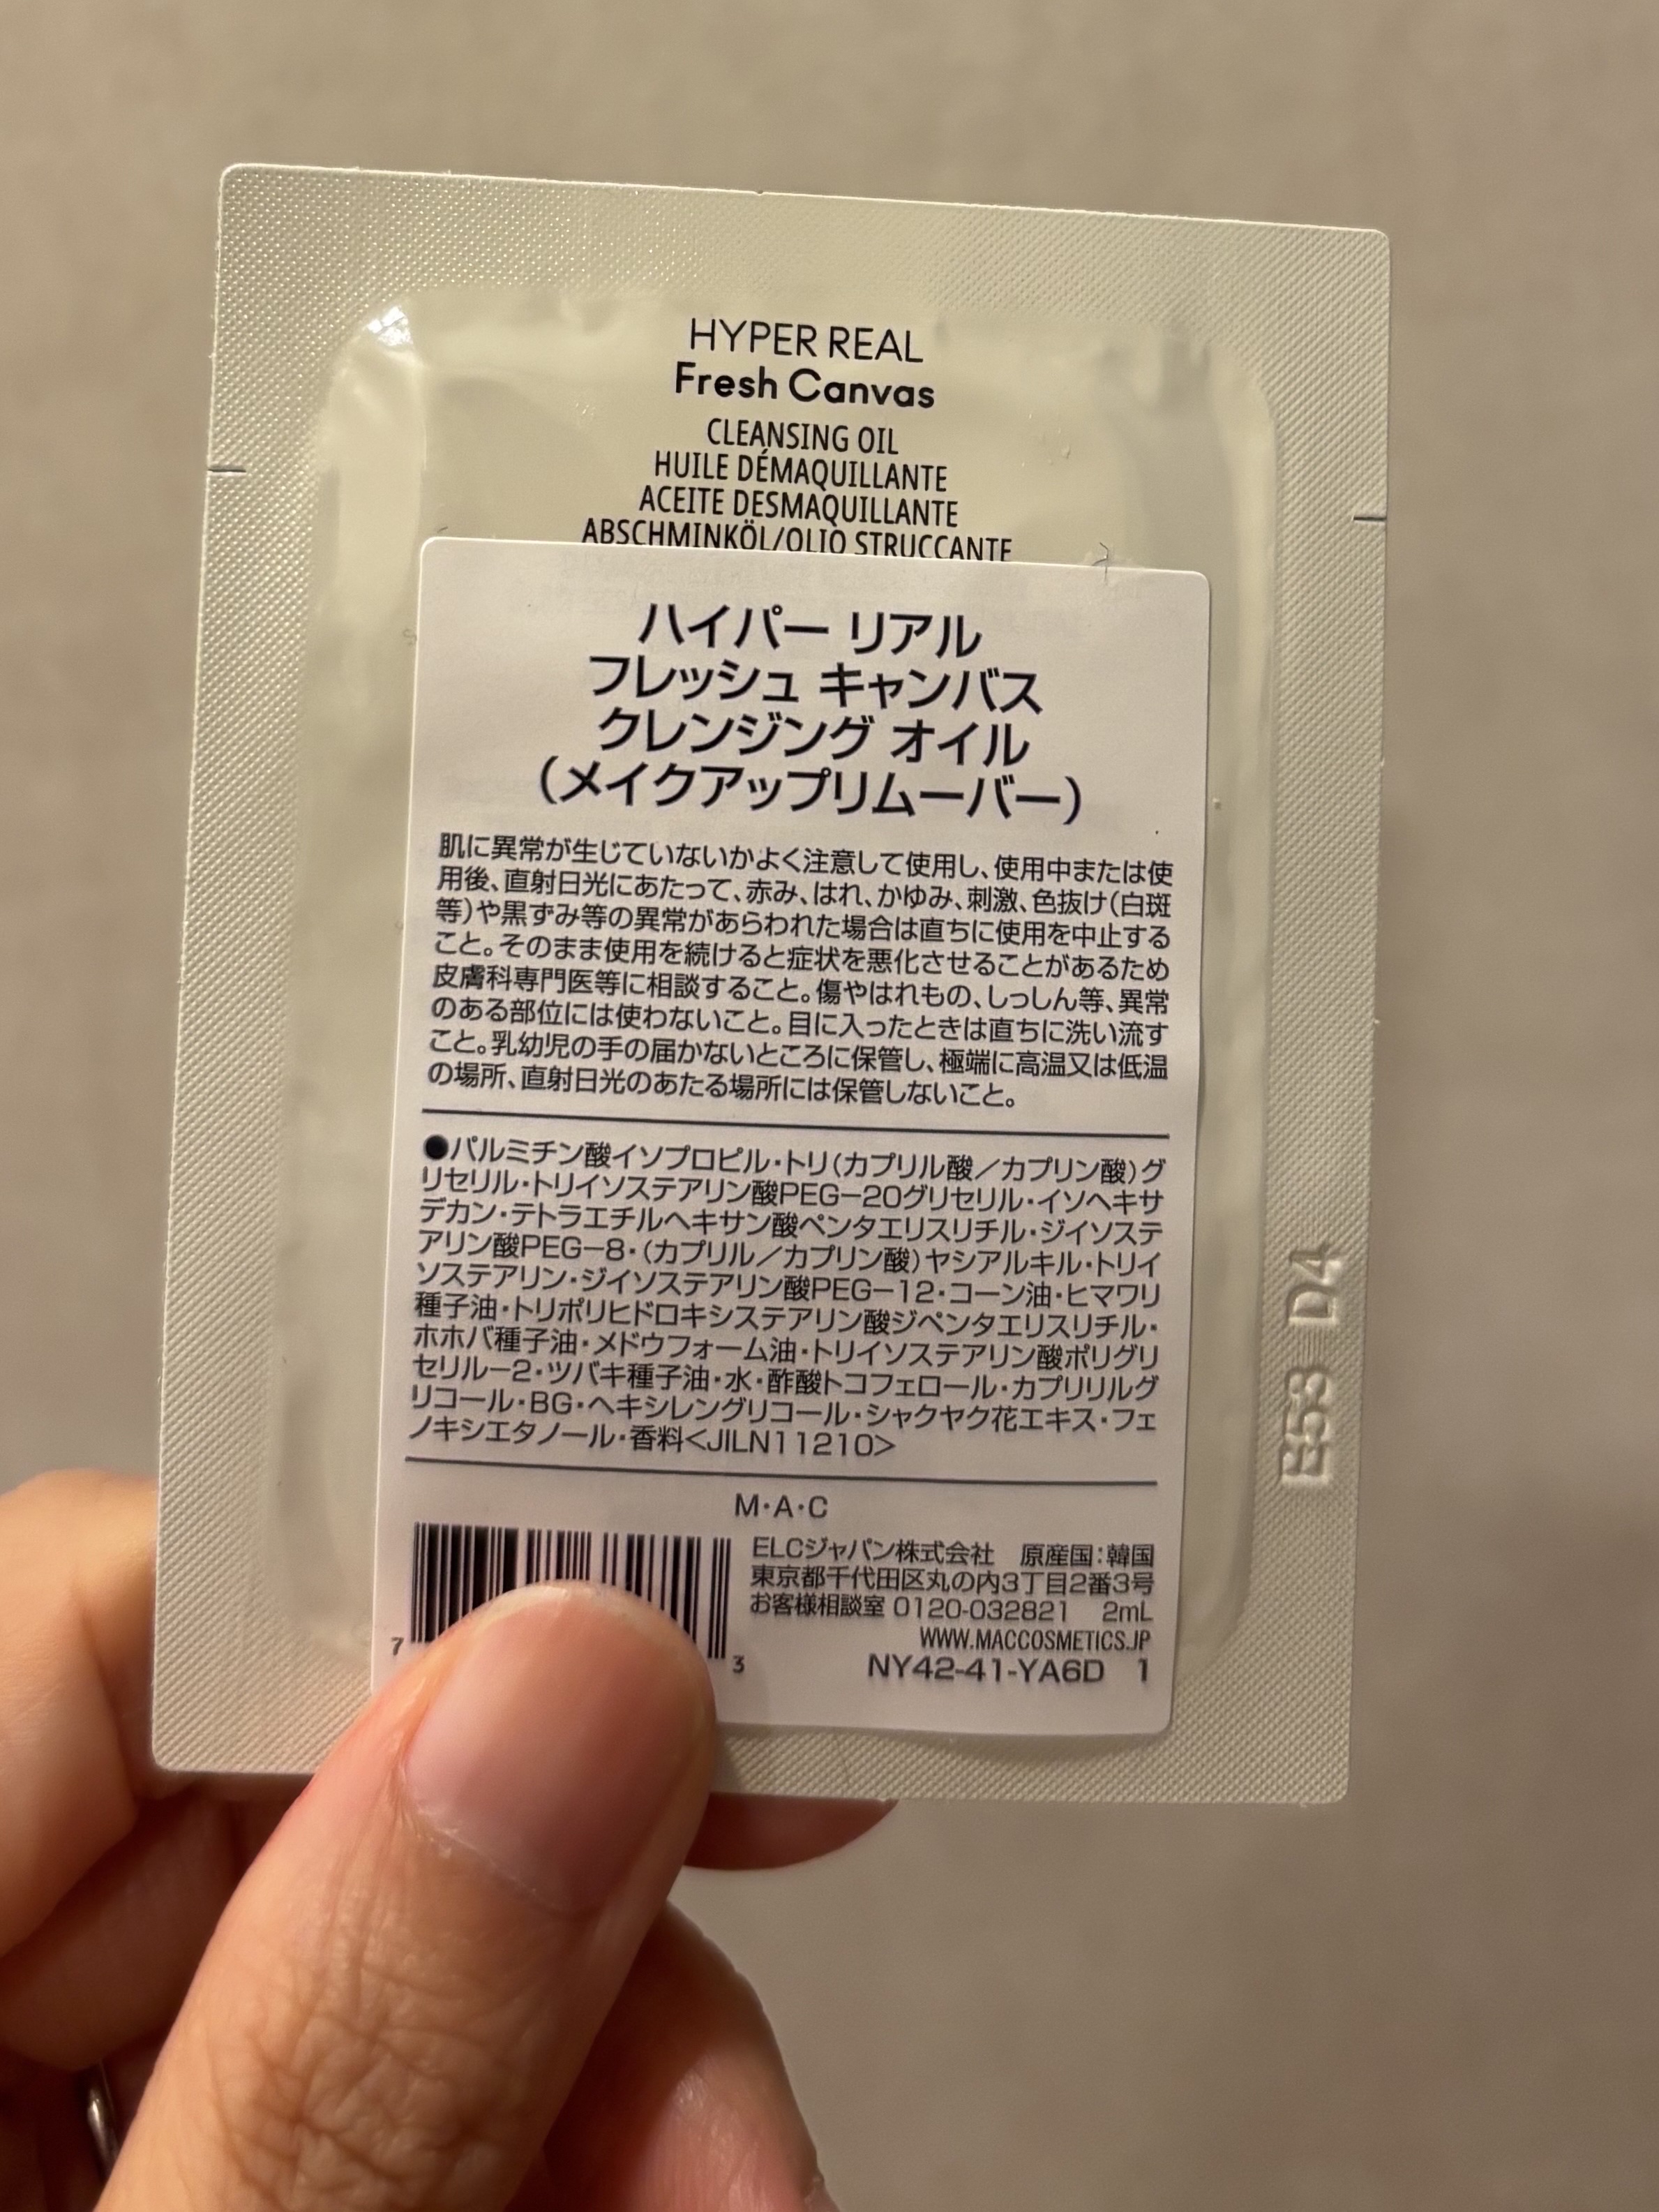 HYPER REAL
Fresh Canvas
CLEANSING OIL
HUILE DÉMAQUILLANTE
ACEITE DESMAQUILLANTE
ABSCHMINKÖL/OLIO STRUCCANTE
ハイパー リアル
フレッシュ キャンバス
クレンジング オイル
（メイクアップリムーバー）
肌に異常が生じていないかよく注意して使用し、使用中または使
用後、直射日光にあたって、赤み、はれ、かゆみ、刺激、色抜け（白斑
等）や黒ずみ等の異常があらわれた場合は直ちに使用を中止する
こと。そのまま使用を続けると症状を悪化させることがあるため
皮膚科専門医等に相談すること。傷やはれもの、しっしん等、異常
のある部位には使わないこと。目に入ったときは直ちに洗い流す
こと。乳幼児の手の届かないところに保管し、極端に高温又は低温
の場所、直射日光のあたる場所には保管しないこと。
●パルミチン酸イソプロピル・トリ（カプリル酸／カプリン酸）グ
リセリル・トリイソステアリン酸PEG－20グリセリル・イソヘキサ
デカン・テトラエチルヘキサン酸ペンタエリスリチル・ジイソステ
アリン酸PEG－8・（カプリル／カプリン酸）ヤシアルキル・トリイ
ソステアリン・ジイソステアリン酸PEG－12・コーン油・ヒマワリ
種子油・トリポリヒドロキシステアリン酸ジペンタエリスリチル・
ホホバ種子油・メドウフォーム油・トリイソステアリン酸ポリグリ
セリル－2・ツバキ種子油・水・酢酸トコフェロール・カプリリルグ
リコール・BG・ヘキシレングリコール・シャクヤク花エキス・フェ
ノキシエタノール・香料<JILN11210>
M・A・C
ELCジャパン株式会社 原産国：韓国
東京都千代田区丸の内3丁目2番3号
お客様相談室 0120-032821 2mL
WWW.MACCOSMETICS.JP
NY42-41-YA6D 1
7 3
E53 D4